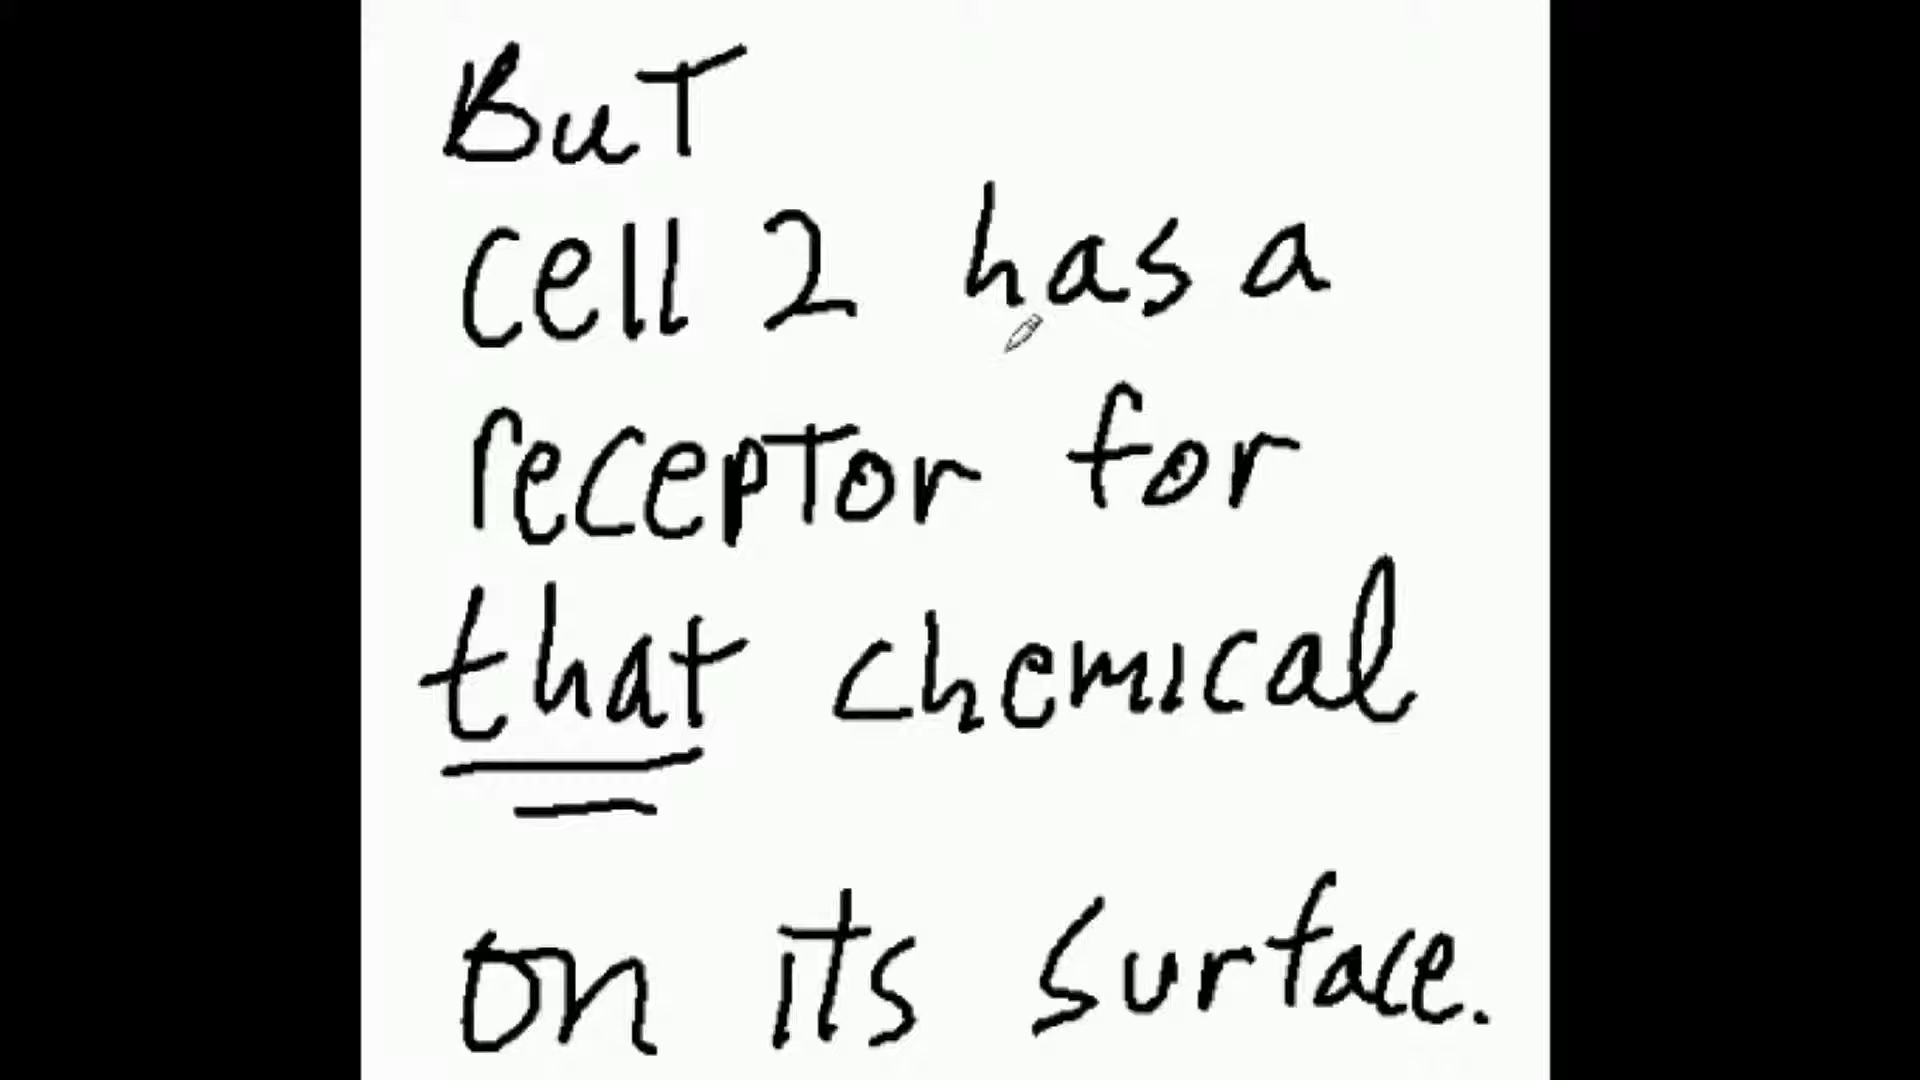 But
cell 2 has a
receptor for
that chemical
on its surface.